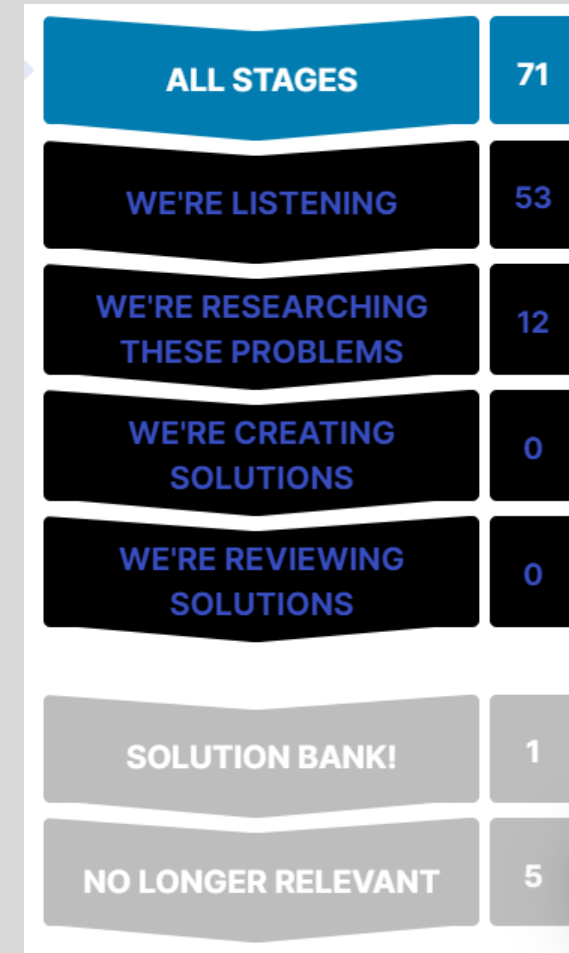 ALL STAGES 71
WE'RE LISTENING 53
WE'RE RESEARCHING
THESE PROBLEMS 12
WE'RE CREATING
SOLUTIONS 0
WE'RE REVIEWING
SOLUTIONS 0
SOLUTION BANK! 1
NO LONGER RELEVANT 5